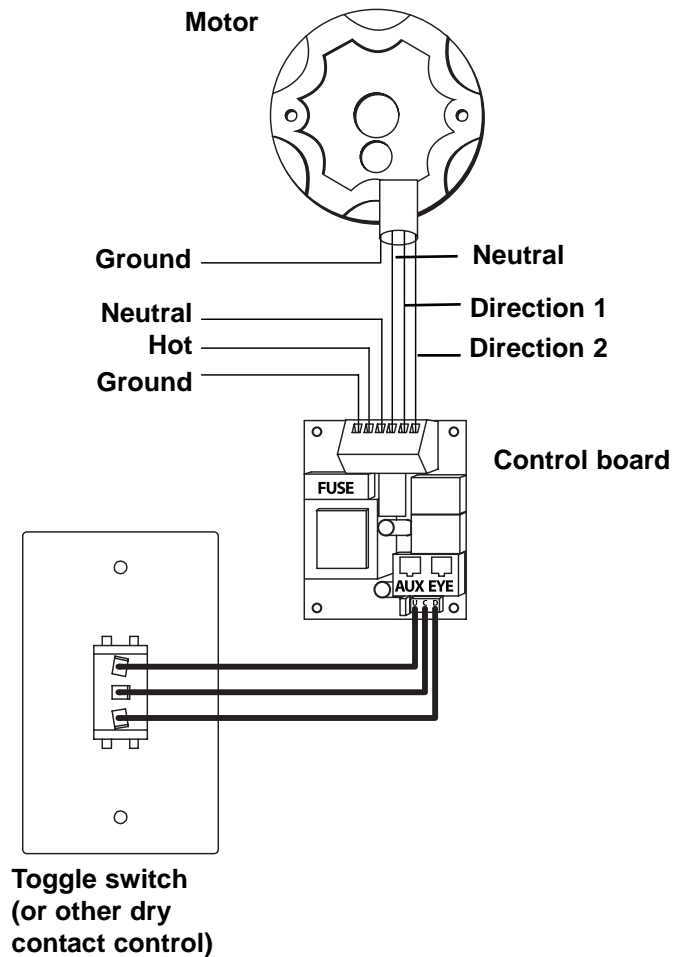 Motor
Ground
Neutral
Neutral
Direction 1
Hot
Direction 2
Ground
Control board
FUSE
AUX EYE
U C D
Toggle switch
(or other dry
contact control)